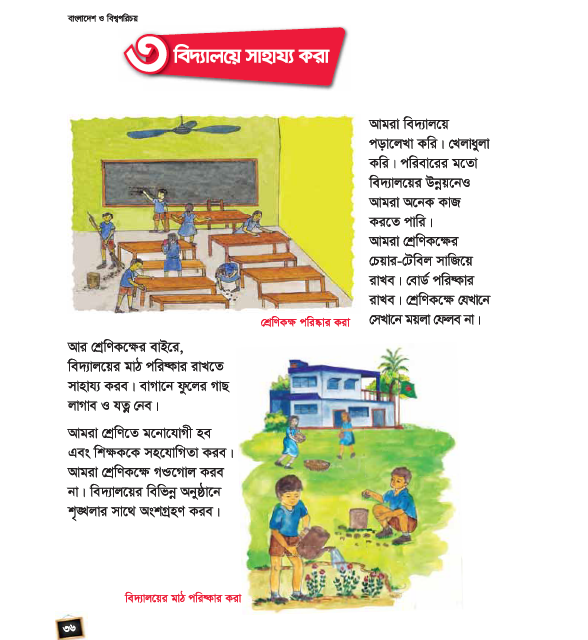 বাংলাদেশ ও বিশ্বপরিচয়
৩ বিদ্যালয়ে সাহায্য করা
আমরা বিদ্যালয়ে
পড়ালেখা করি। খেলাধুলা
করি। পরিবারের মতো
বিদ্যালয়ের উন্নয়নেও
আমরা অনেক কাজ
করতে পারি।
আমরা শ্রেণিকক্ষের
চেয়ার-টেবিল সাজিয়ে
রাখব। বোর্ড পরিষ্কার
রাখব। শ্রেণিকক্ষে যেখানে
সেখানে ময়লা ফেলব না।
শ্রেণিকক্ষ পরিষ্কার করা
আর শ্রেণিকক্ষের বাইরে,
বিদ্যালয়ের মাঠ পরিষ্কার রাখতে
সাহায্য করব। বাগানে ফুলের গাছ
লাগাব ও যত্ন নেব।
আমরা শ্রেণিতে মনোযোগী হব
এবং শিক্ষককে সহযোগিতা করব।
আমরা শ্রেণিকক্ষে গণ্ডগোল করব
না। বিদ্যালয়ের বিভিন্ন অনুষ্ঠানে
শৃঙ্খলার সাথে অংশগ্রহণ করব।
বিদ্যালয়ের মাঠ পরিষ্কার করা
৩৬